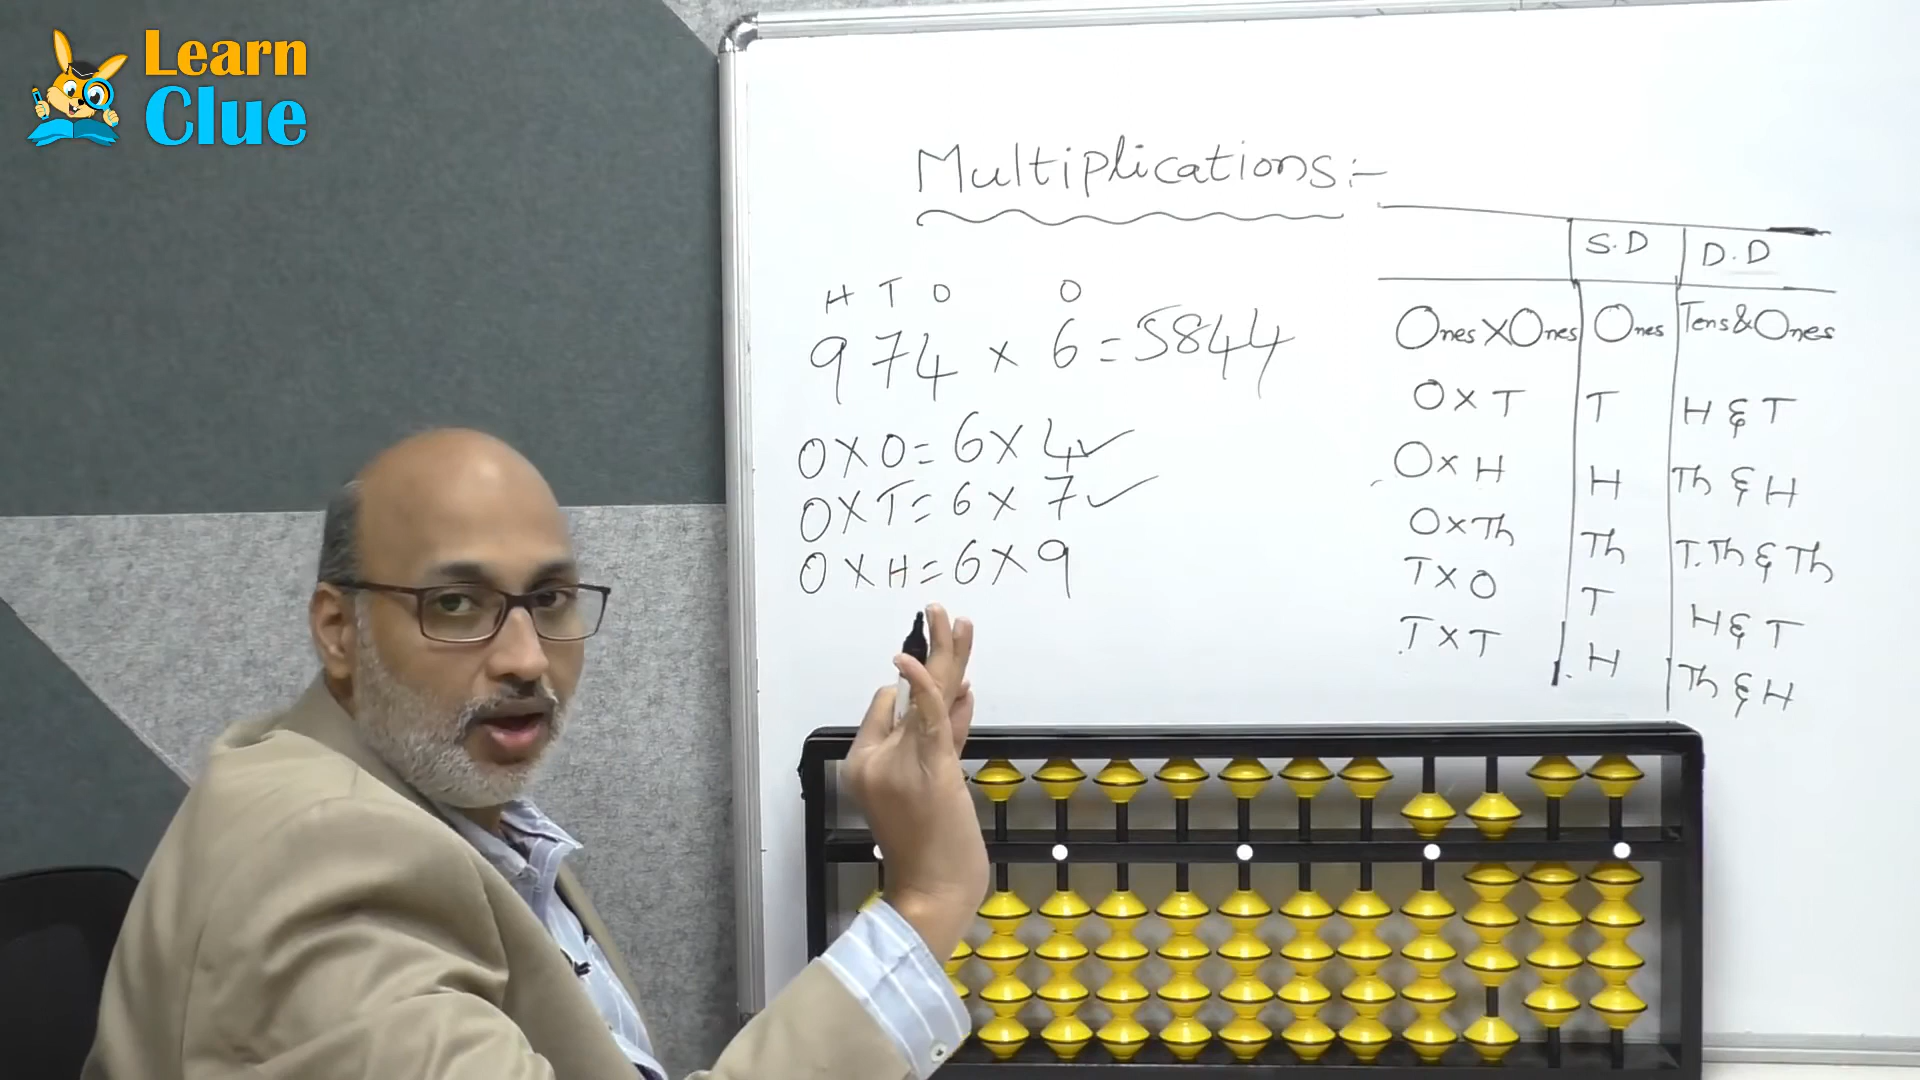 Learn
Clue
Multiplications:-
H T O O
974 × 6 = 5844
O×O= 6×4✓
O×T= 6×7✓
O×H= 6×9
S.D D.D
Ones×Ones Ones Tens&Ones
O×T T H & T
O×H H Th & H
O×Th Th T.Th & Th
T×O T H & T
T×T H Th & H